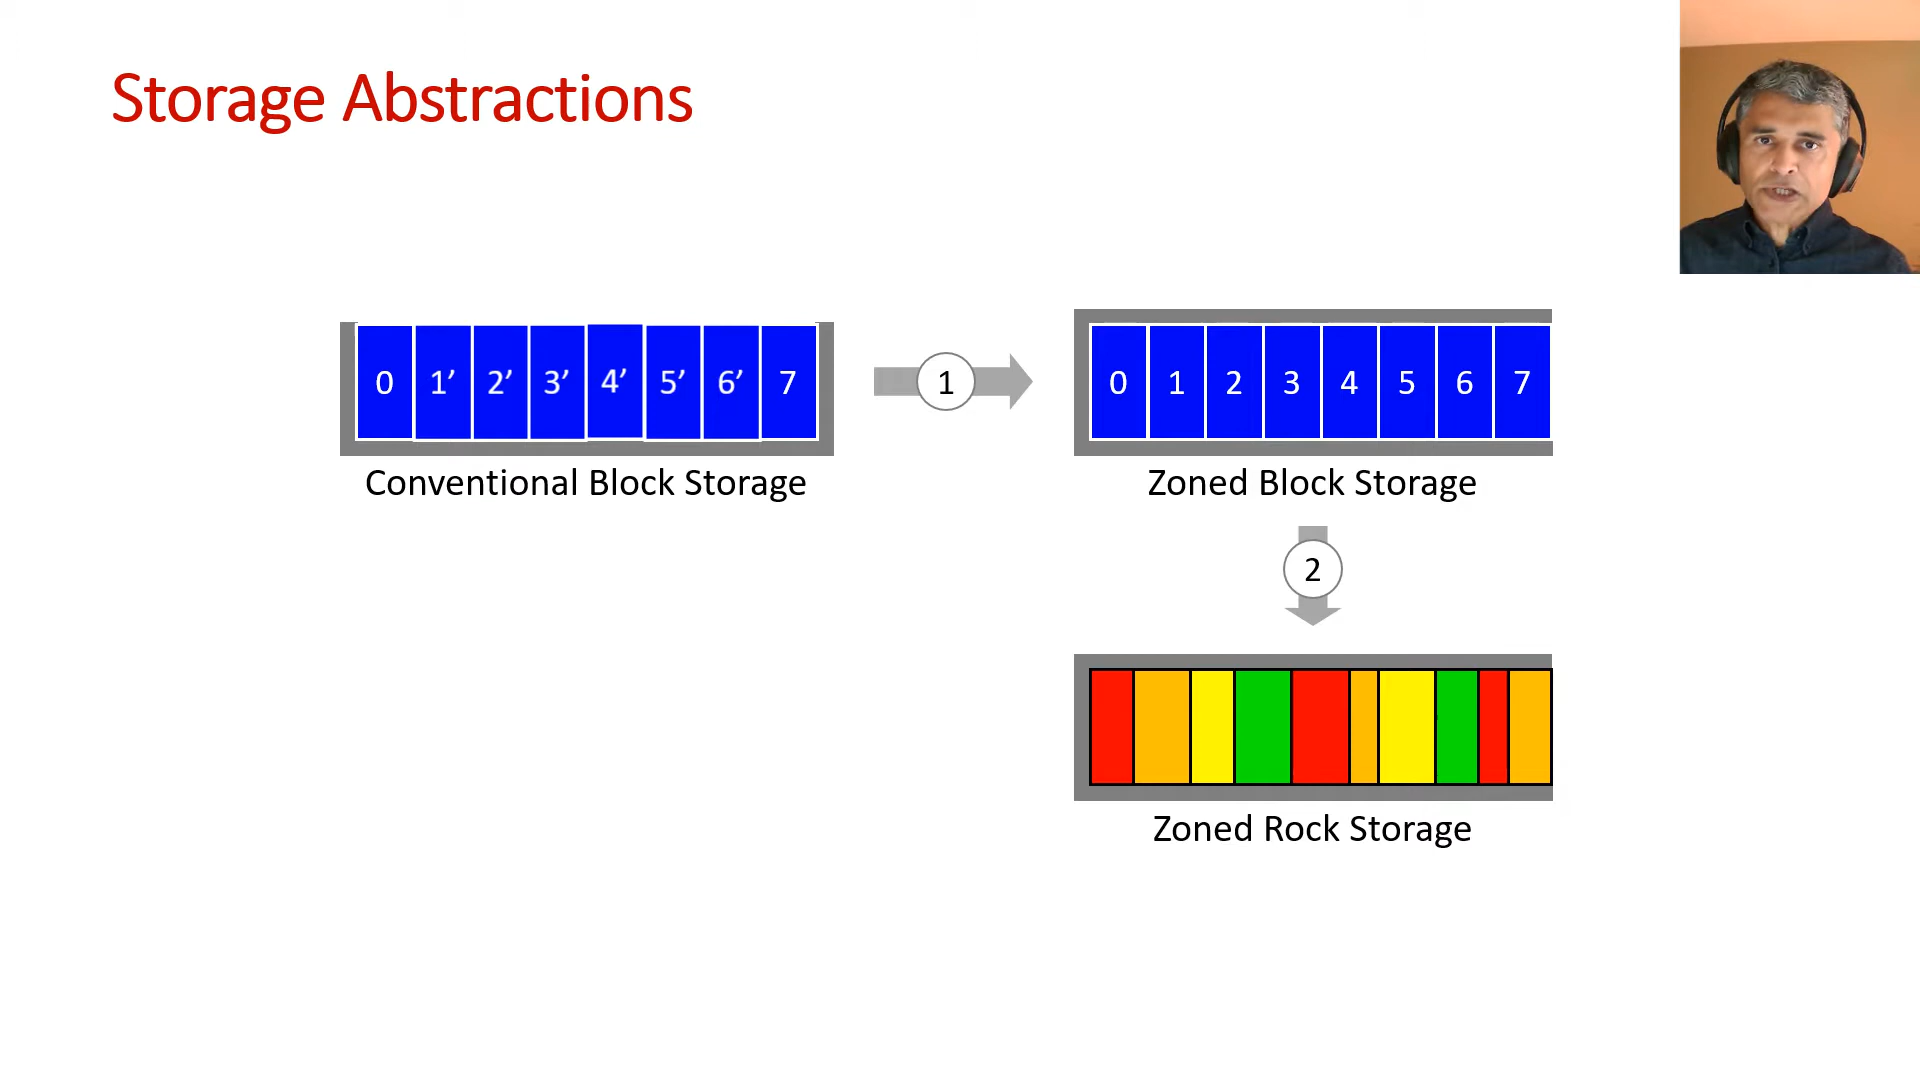 Storage Abstractions
0 1’ 2’ 3’ 4’ 5’ 6’ 7
1
0 1 2 3 4 5 6 7
Conventional Block Storage
Zoned Block Storage
2
Zoned Rock Storage